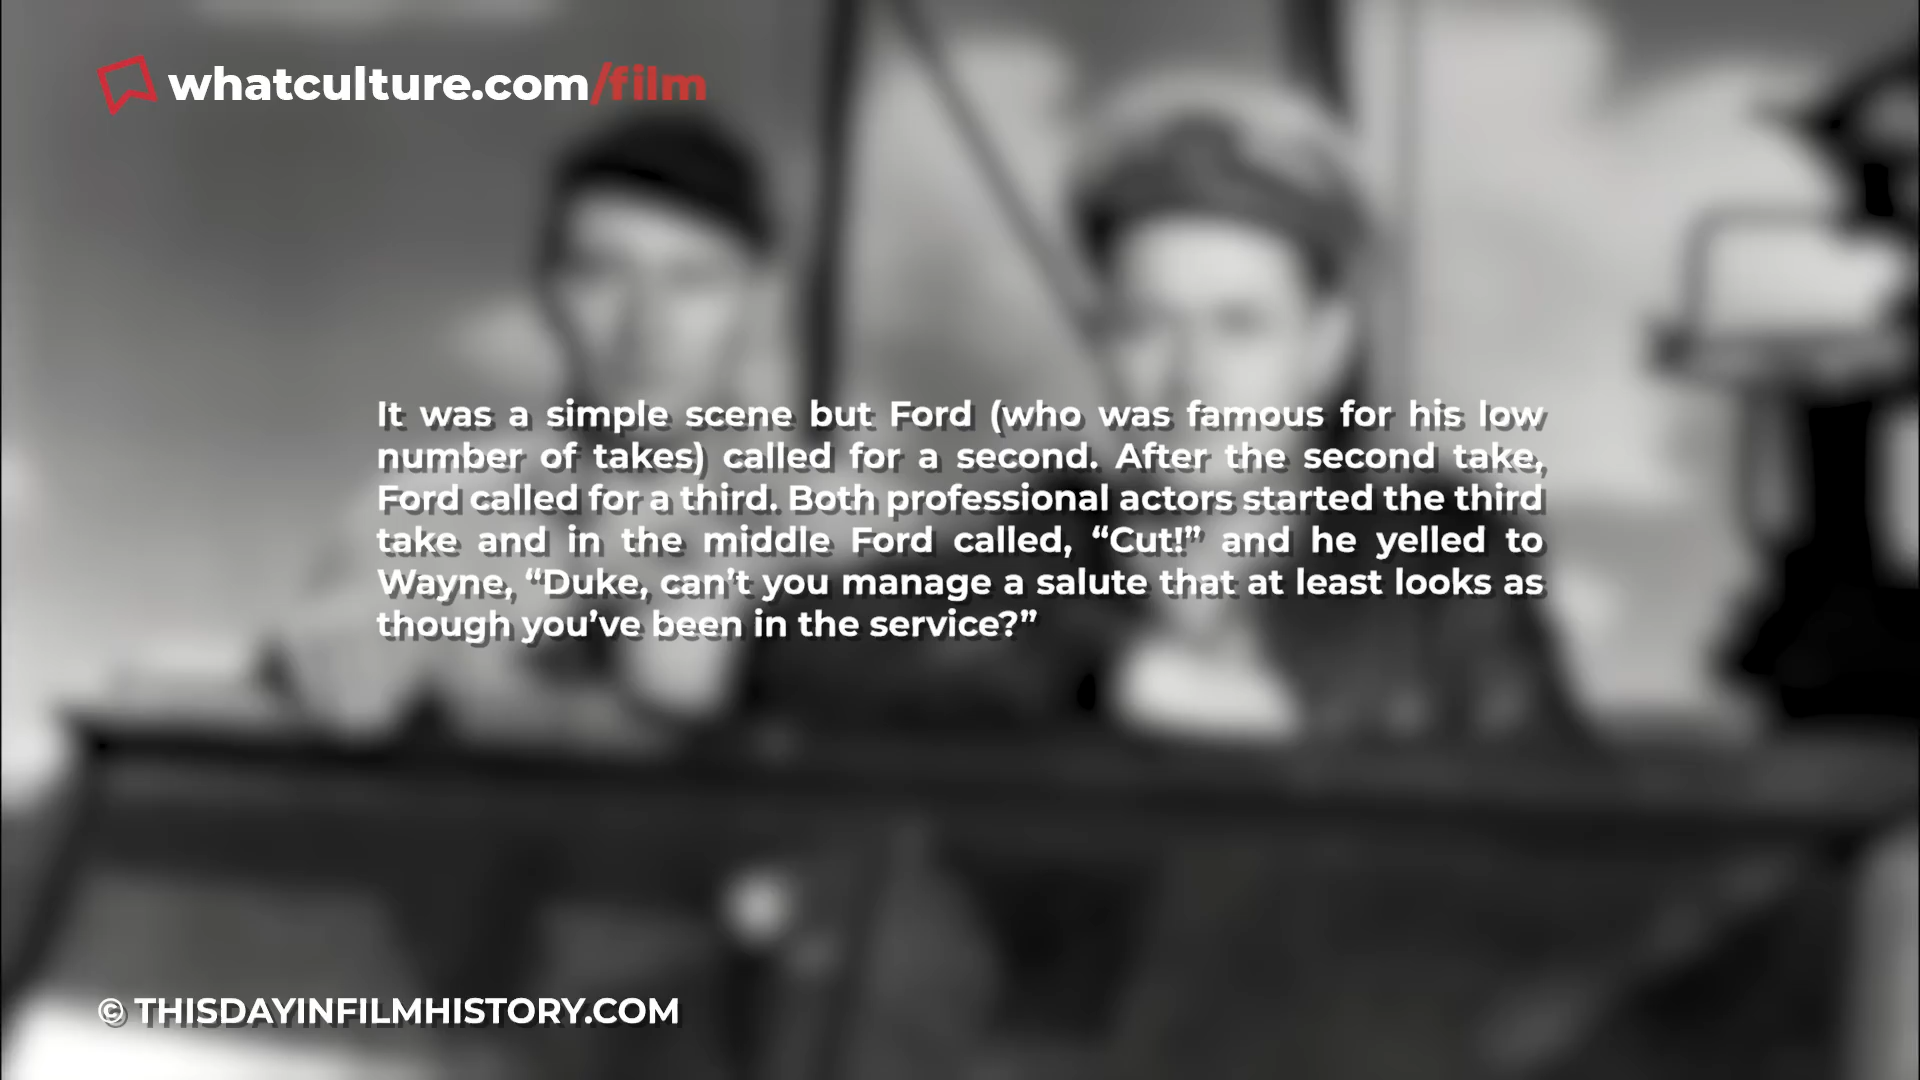 whatculture.com/film
It was a simple scene but Ford (who was famous for his low
number of takes) called for a second. After the second take,
Ford called for a third. Both professional actors started the third
take and in the middle Ford called, “Cut!” and he yelled to
Wayne, “Duke, can’t you manage a salute that at least looks as
though you’ve been in the service?”
© THISDAYINFILMHISTORY.COM